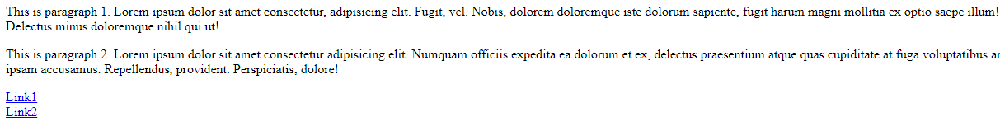 This is paragraph 1. Lorem ipsum dolor sit amet consectetur, adipisicing elit. Fugit, vel. Nobis, dolorem doloremque iste dolorum sapiente, fugit harum magni mollitia ex optio saepe illum!
Delectus minus doloremque nihil qui ut!
This is paragraph 2. Lorem ipsum dolor sit amet consectetur adipisicing elit. Numquam officiis expedita ea dolorum et ex, delectus praesentium atque quas cupiditate at fuga voluptatibus
ipsam accusamus. Repellendus, provident. Perspiciatis, dolore!
Link1
Link2